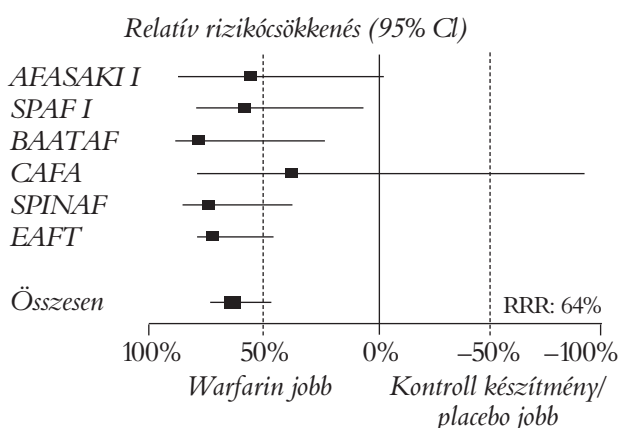 Relatív rizikócsökkenés (95% Cl)
AFASAKI I
SPAF I
BAATAF
CAFA
SPINAF
EAFT
Összesen
RRR: 64%
100% 50% 0% –50% –100%
Warfarin jobb Kontroll készítmény/
placebo jobb